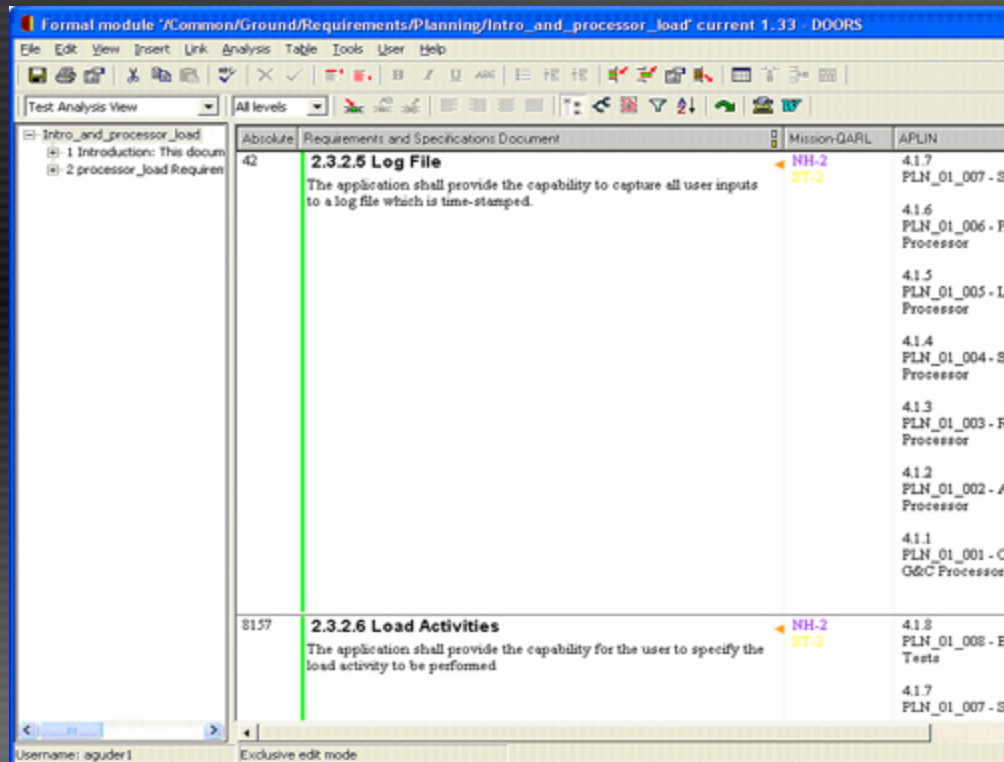 Formal module '/Common/Ground/Requirements/Planning/Intro_and_processor_load' current 1.33 - DOORS
File Edit View Insert Link Analysis Table Tools User Help
B I U ABC
Test Analysis View All levels
Intro_and_processor_load
1 Introduction: This docum
2 processor_load Requirem
Absolute Requirements and Specifications Document Mission-QARL APLIN
42 2.3.2.5 Log File NH-2 4.1.7
ST-2 PLN_01_007 - S
The application shall provide the capability to capture all user inputs
to a log file which is time-stamped.
4.1.6
PLN_01_006 - P
Processor
4.1.5
PLN_01_005 - L
Processor
4.1.4
PLN_01_004 - S
Processor
4.1.3
PLN_01_003 - R
Processor
4.1.2
PLN_01_002 - A
Processor
4.1.1
PLN_01_001 - C
G&C Processor
8157 2.3.2.6 Load Activities NH-2 4.1.8
ST-2 PLN_01_008 - E
Tests
The application shall provide the capability for the user to specify the
load activity to be performed
4.1.7
PLN_01_007 - S
Username: aguder1 Exclusive edit mode